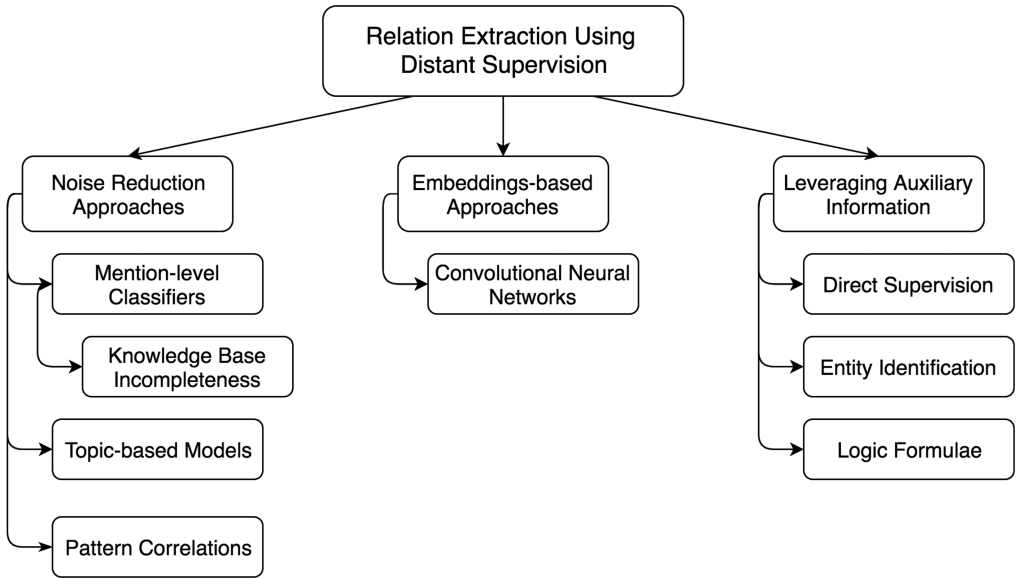 Relation Extraction Using
Distant Supervision
Noise Reduction
Approaches
Mention-level
Classifiers
Knowledge Base
Incompleteness
Topic-based Models
Pattern Correlations
Embeddings-based
Approaches
Convolutional Neural
Networks
Leveraging Auxiliary
Information
Direct Supervision
Entity Identification
Logic Formulae